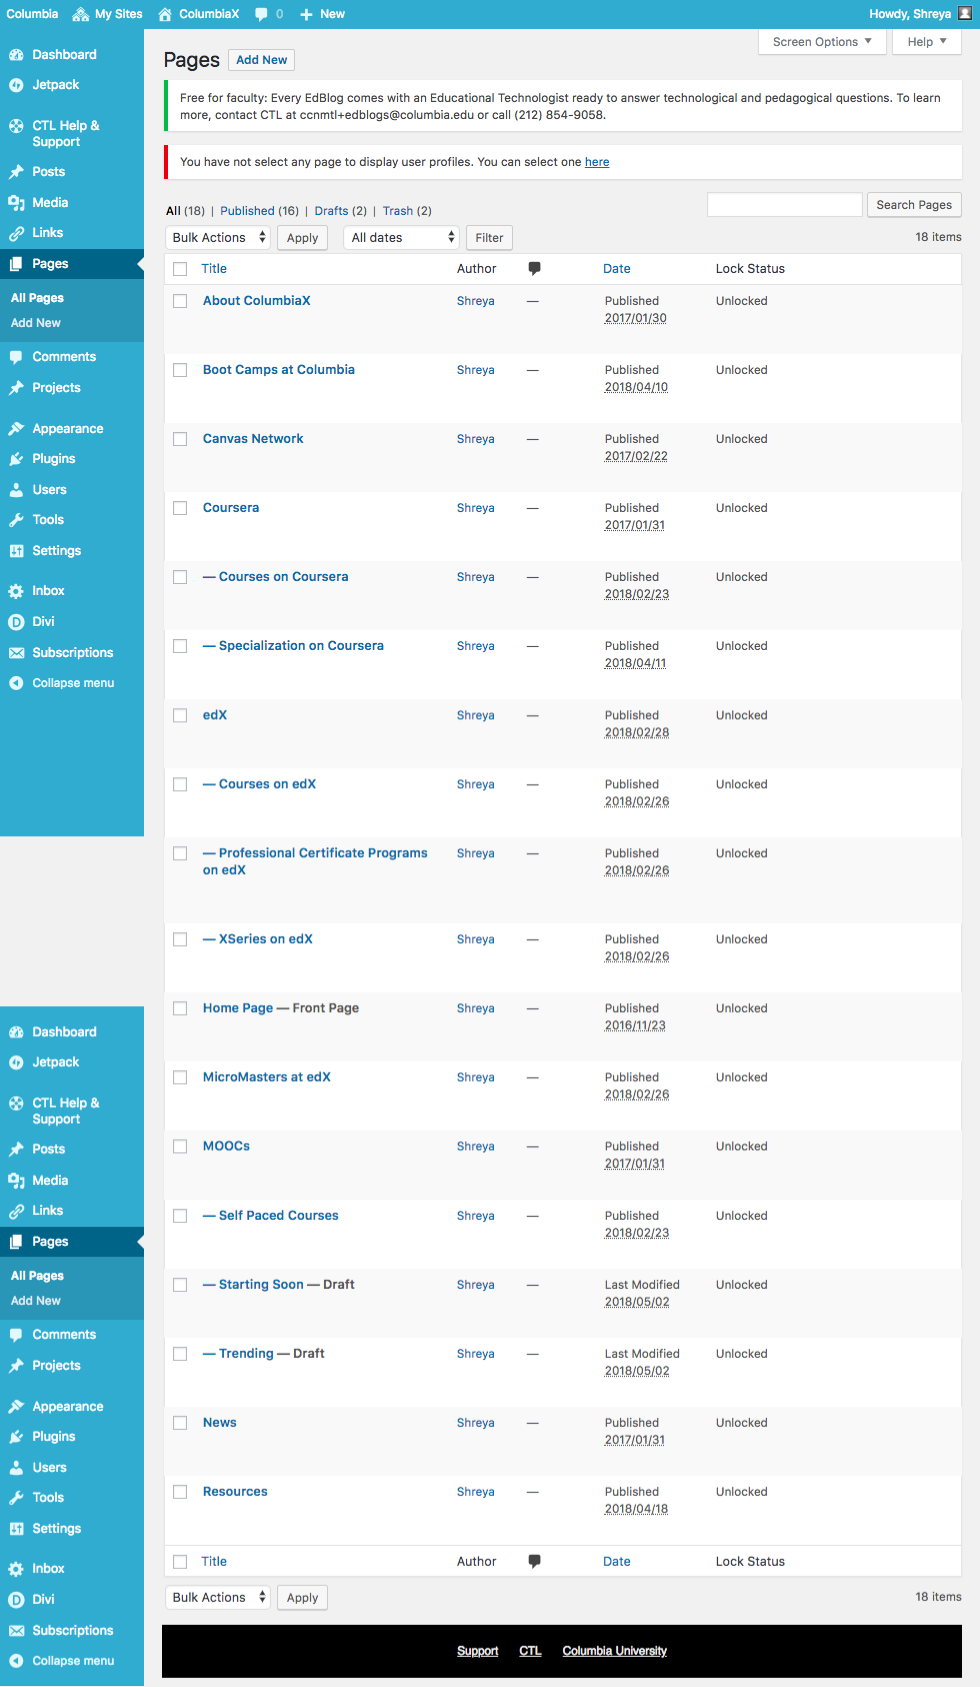 Columbia My Sites ColumbiaX 0 + New Howdy, Shreya
Screen Options ▼ Help ▼
Dashboard
Jetpack
CTL Help &
Support
Posts
Media
Links
Pages
All Pages
Add New
Comments
Projects
Appearance
Plugins
Users
Tools
Settings
Inbox
Divi
Subscriptions
Collapse menu
Pages Add New
Free for faculty: Every EdBlog comes with an Educational Technologist ready to answer technological and pedagogical questions. To learn
more, contact CTL at ccnmtl+edblogs@columbia.edu or call (212) 854-9058.
You have not select any page to display user profiles. You can select one here
All (18) | Published (16) | Drafts (2) | Trash (2) Search Pages
Bulk Actions Apply All dates Filter 18 items
Title Author Date Lock Status
About ColumbiaX Shreya — Published Unlocked
2017/01/30
Boot Camps at Columbia Shreya — Published Unlocked
2018/04/10
Canvas Network Shreya — Published Unlocked
2017/02/22
Coursera Shreya — Published Unlocked
2017/01/31
— Courses on Coursera Shreya — Published Unlocked
2018/02/23
— Specialization on Coursera Shreya — Published Unlocked
2018/04/11
edX Shreya — Published Unlocked
2018/02/28
— Courses on edX Shreya — Published Unlocked
2018/02/26
— Professional Certificate Programs Shreya — Published Unlocked
on edX 2018/02/26
— XSeries on edX Shreya — Published Unlocked
2018/02/26
Home Page — Front Page Shreya — Published Unlocked
2016/11/23
MicroMasters at edX Shreya — Published Unlocked
2018/02/26
MOOCs Shreya — Published Unlocked
2017/01/31
— Self Paced Courses Shreya — Published Unlocked
2018/02/23
— Starting Soon — Draft Shreya — Last Modified Unlocked
2018/05/02
— Trending — Draft Shreya — Last Modified Unlocked
2018/05/02
News Shreya — Published Unlocked
2017/01/31
Resources Shreya — Published Unlocked
2018/04/18
Title Author Date Lock Status
Bulk Actions Apply 18 items
Dashboard
Jetpack
CTL Help &
Support
Posts
Media
Links
Pages
All Pages
Add New
Comments
Projects
Appearance
Plugins
Users
Tools
Settings
Inbox
Divi
Subscriptions
Collapse menu
Support CTL Columbia University